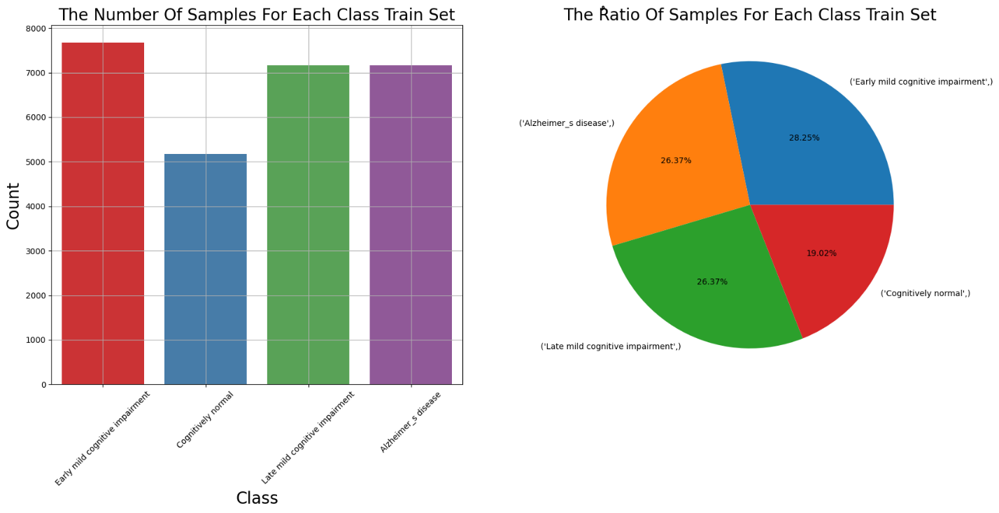 The Number Of Samples For Each Class Train Set
8000
7000
6000
5000
4000
3000
2000
1000
0
Count
Early mild cognitive impairment
Cognitively normal
Late mild cognitive impairment
Alzheimer_s disease
Class
The Ratio Of Samples For Each Class Train Set
('Early mild cognitive impairment',)
28.25%
('Alzheimer_s disease',)
26.37%
('Late mild cognitive impairment',)
26.37%
('Cognitively normal',)
19.02%